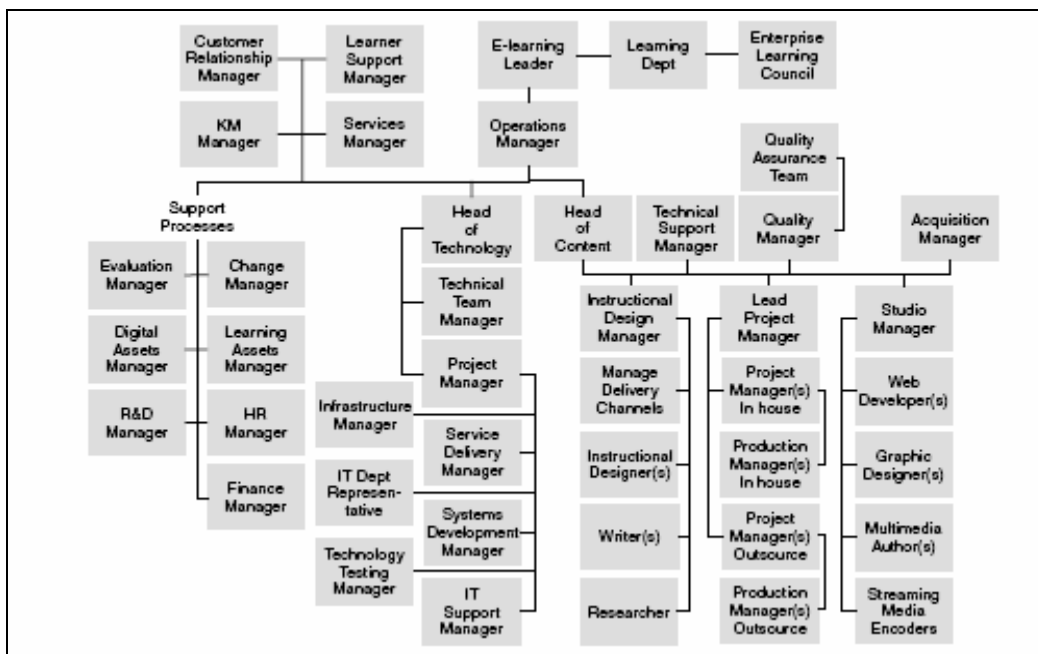 Customer
Relationship
Manager
Learner
Support
Manager
E-learning
Leader
Learning
Dept
Enterprise
Learning
Council
KM
Manager
Services
Manager
Operations
Manager
Quality
Assurance
Team
Support
Processes
Head
of
Technology
Head
of
Content
Technical
Support
Manager
Quality
Manager
Acquisition
Manager
Evaluation
Manager
Change
Manager
Technical
Team
Manager
Instructional
Design
Manager
Lead
Project
Manager
Studio
Manager
Digital
Assets
Manager
Learning
Assets
Manager
Project
Manager
Manage
Delivery
Channels
Project
Manager(s)
In house
Web
Developer(s)
R&D
Manager
HR
Manager
Infrastructure
Manager
Service
Delivery
Manager
Instructional
Designer(s)
Production
Manager(s)
In house
Graphic
Designer(s)
Finance
Manager
IT Dept
Represen-
tative
Systems
Development
Manager
Writer(s)
Project
Manager(s)
Outsource
Multimedia
Author(s)
Technology
Testing
Manager
IT
Support
Manager
Researcher
Production
Manager(s)
Outsource
Streaming
Media
Encoders